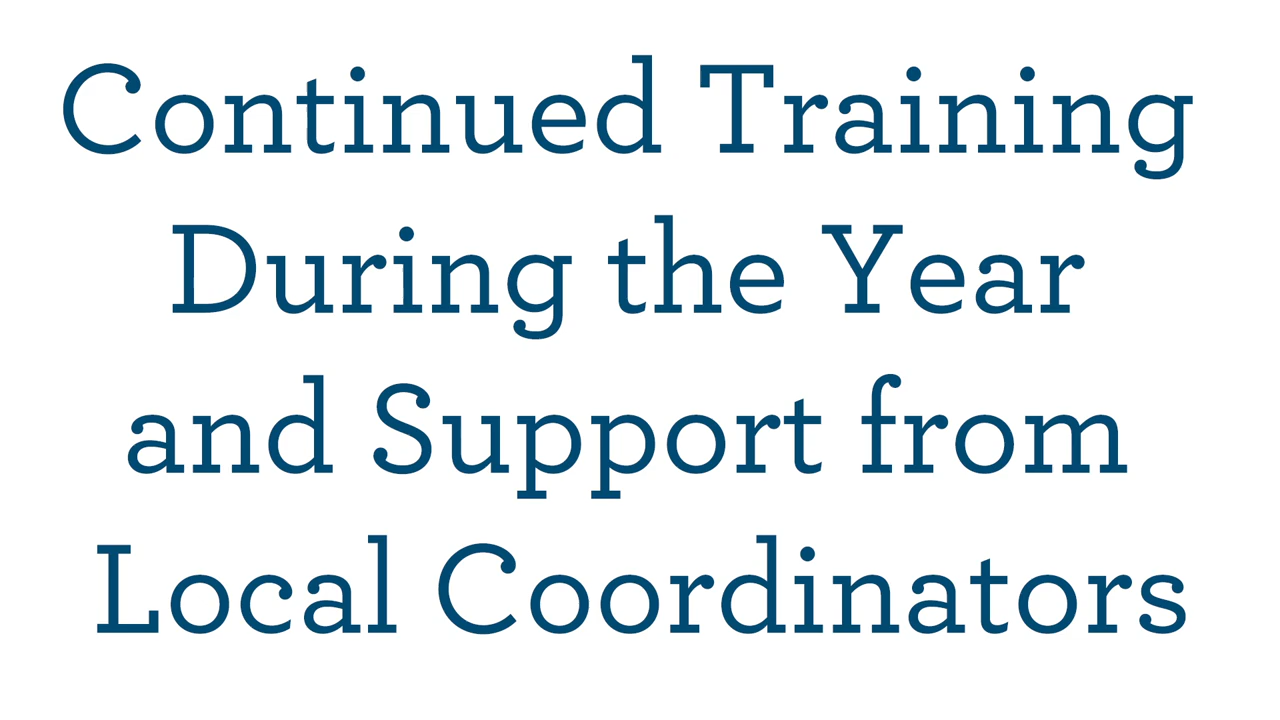 Continued Training
During the Year
and Support from
Local Coordinators